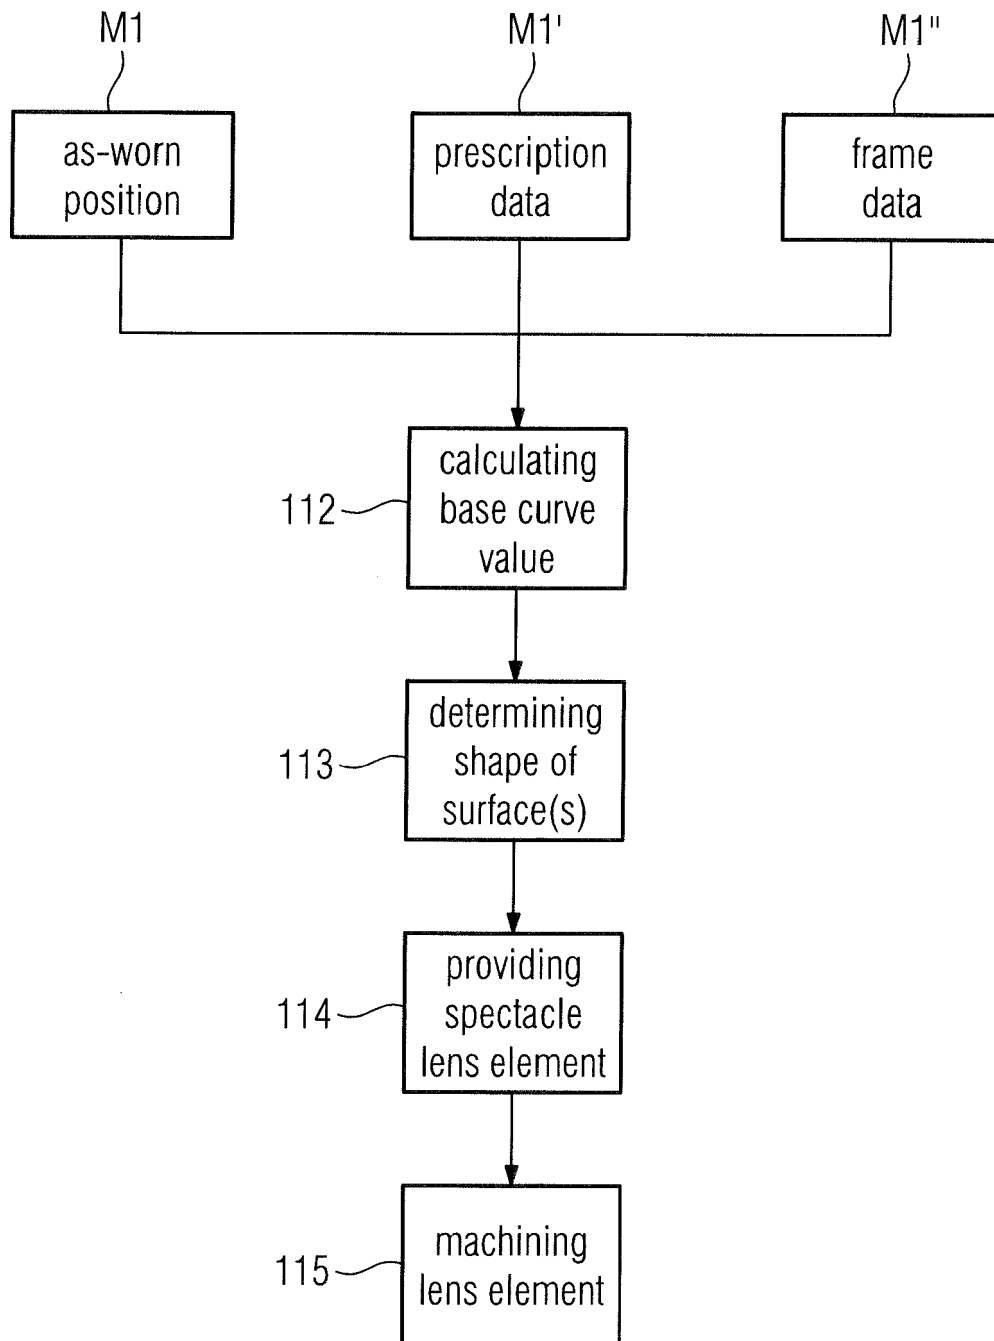 M1
M1'
M1"
as-worn
position
prescription
data
frame
data
112
calculating
base curve
value
113
determining
shape of
surface(s)
114
providing
spectacle
lens element
115
machining
lens element